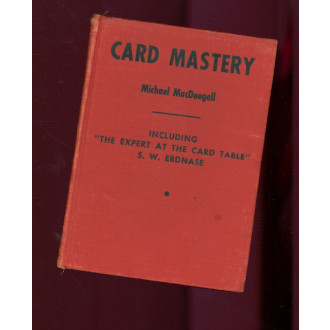 CARD MASTERY
Michael MacDougall
INCLUDING
"THE EXPERT AT THE CARD TABLE"
S. W. ERDNASE